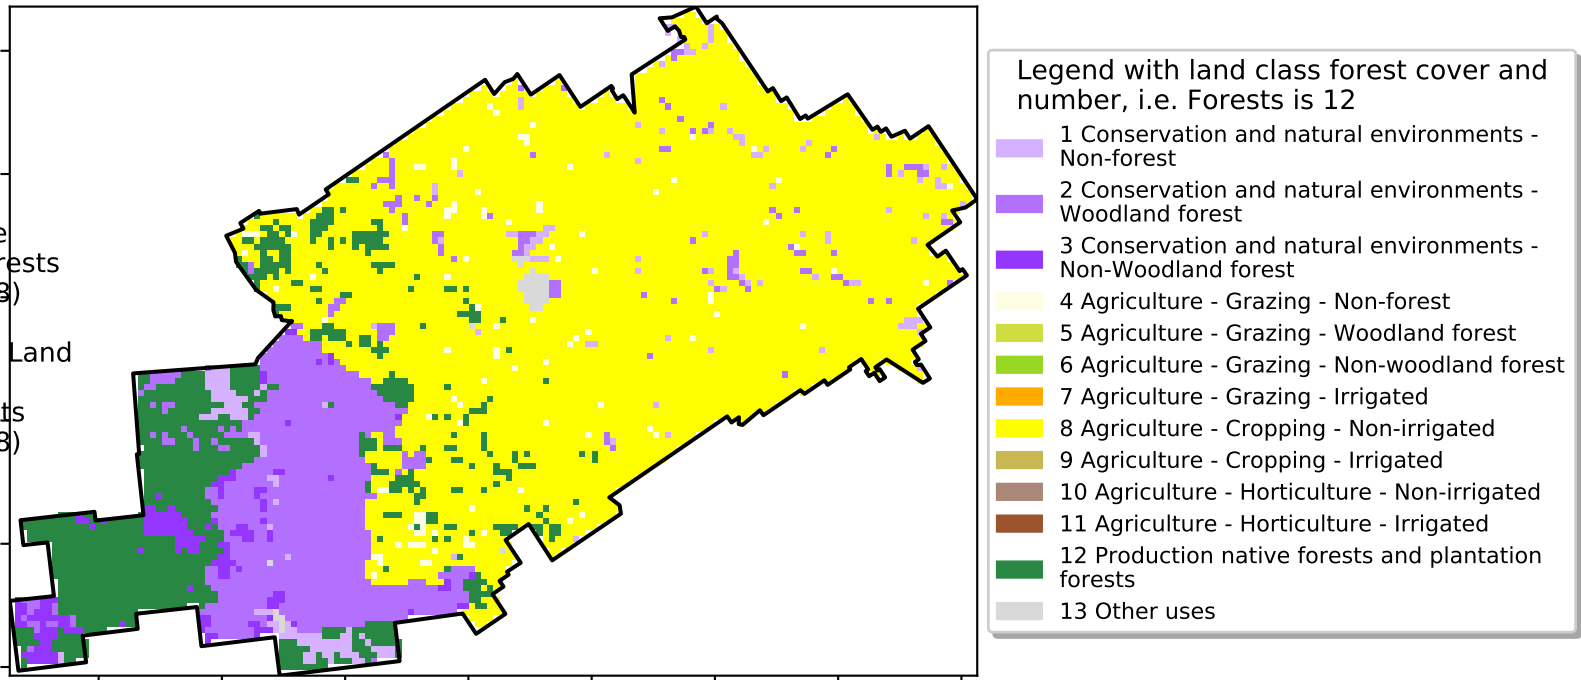 Legend with land class forest cover and
number, i.e. Forests is 12
1 Conservation and natural environments -
Non-forest
2 Conservation and natural environments -
Woodland forest
3 Conservation and natural environments -
Non-Woodland forest
4 Agriculture - Grazing - Non-forest
5 Agriculture - Grazing - Woodland forest
6 Agriculture - Grazing - Non-woodland forest
7 Agriculture - Grazing - Irrigated
8 Agriculture - Cropping - Non-irrigated
9 Agriculture - Cropping - Irrigated
10 Agriculture - Horticulture - Non-irrigated
11 Agriculture - Horticulture - Irrigated
12 Production native forests and plantation
forests
13 Other uses
Land